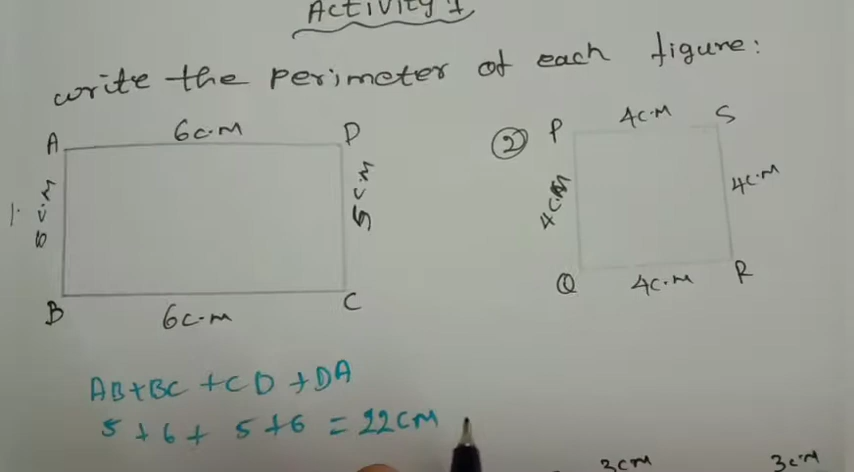 Activity 1
write the perimeter of each figure:
1.
A 6c.m D
5c.m 5c.m
B 6c.m C
2 P 4c.m S
4c.m 4c.m
Q 4c.m R
AB+BC +CD +DA
5 +6+ 5+6 = 22cm
3cm 3cm